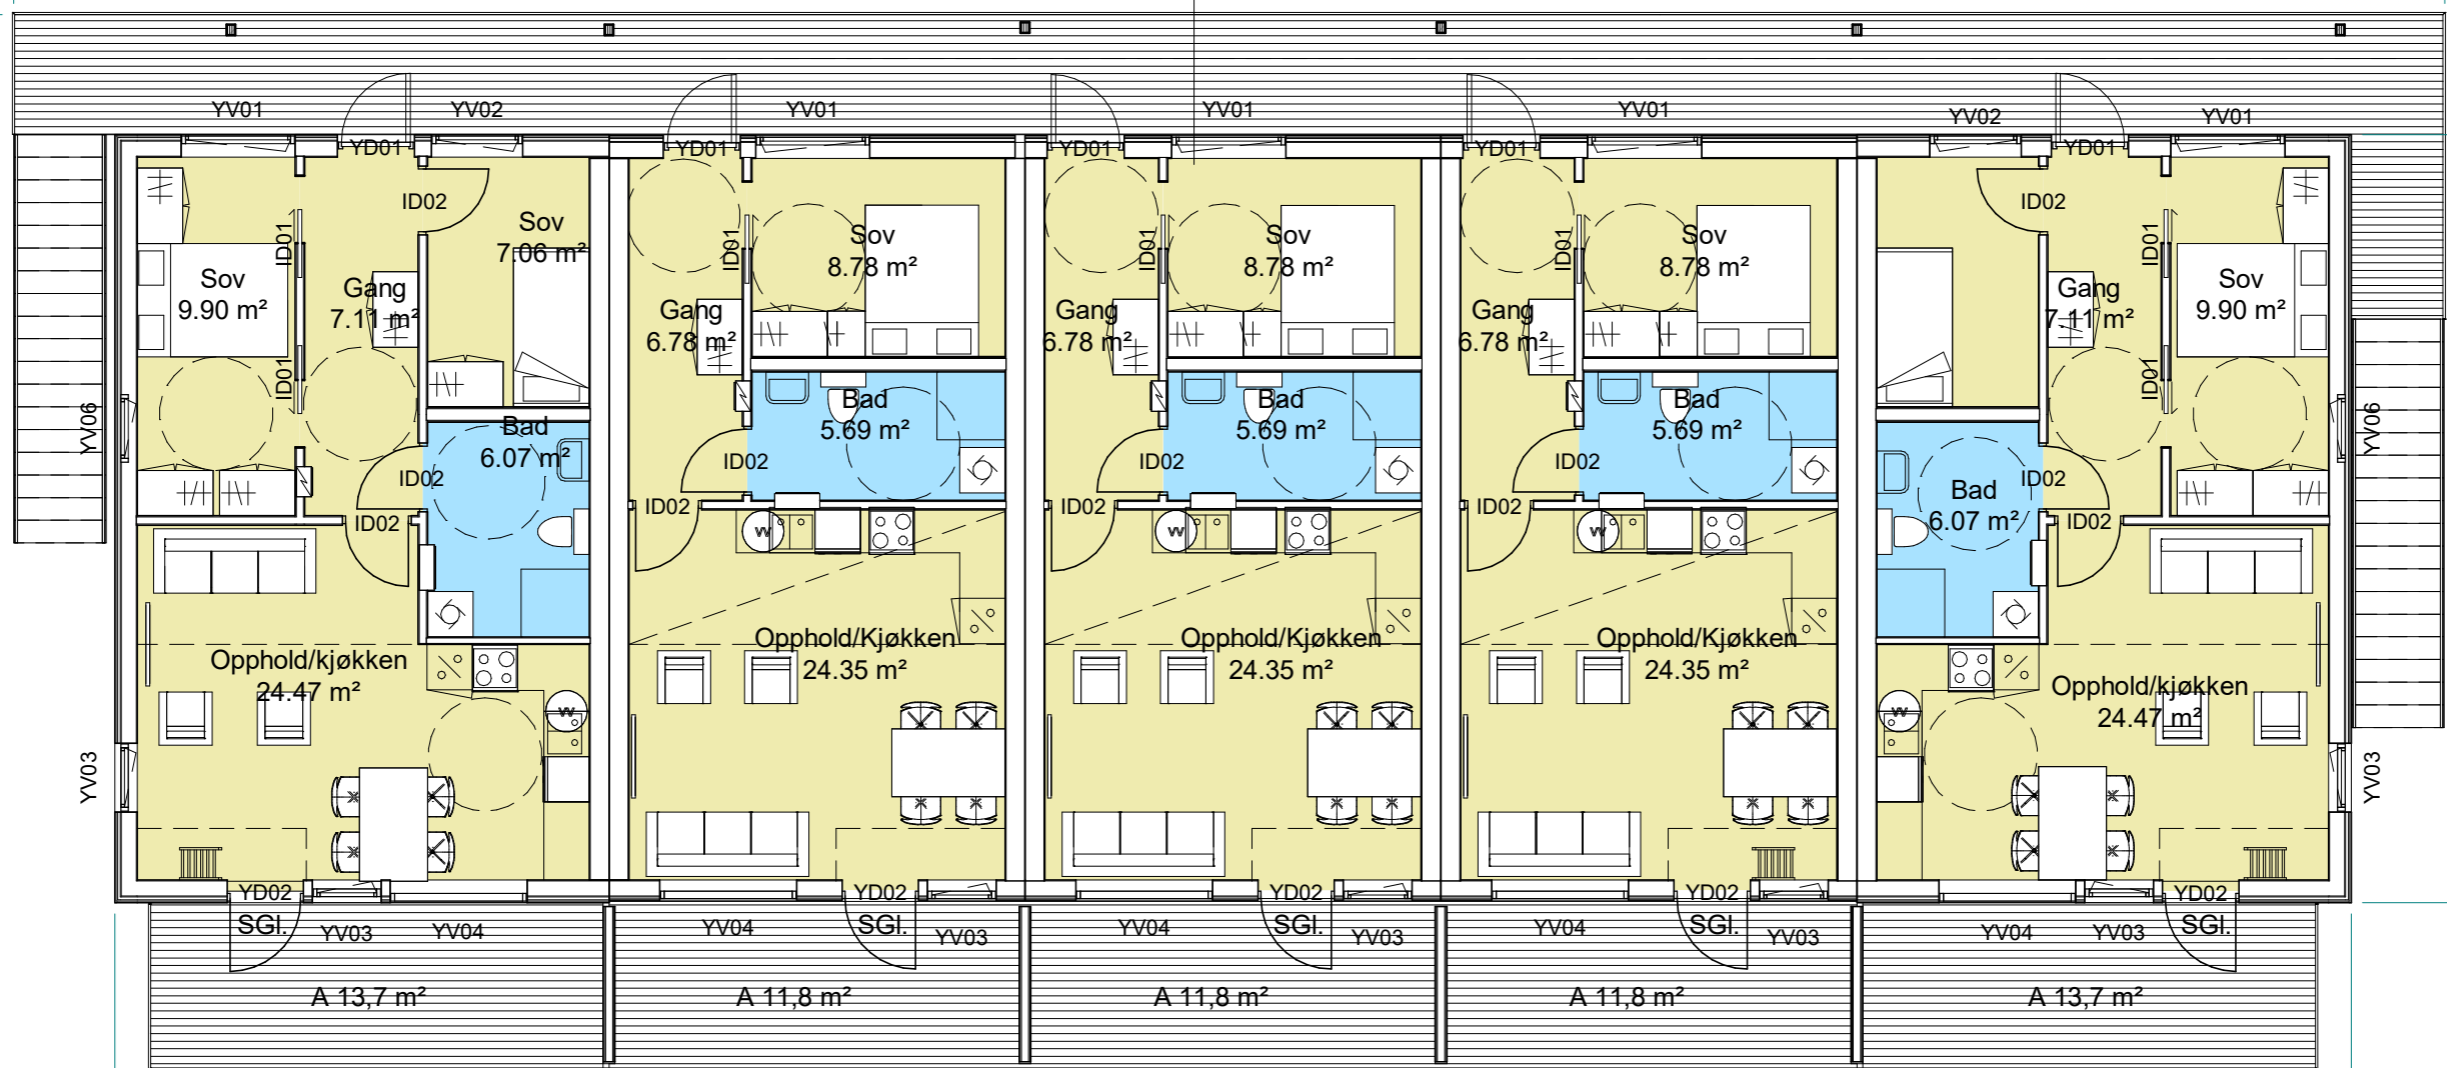 YV01
YV02
YV01
YV01
YV01
YV02
YV01
YD01
YD01
YD01
YD01
YD01
ID02
ID02
Sov
7.06 m²
ID01
ID01
ID01
ID01
ID01
Sov
8.78 m²
Sov
8.78 m²
Sov
8.78 m²
Sov
9.90 m²
Gang
7.11 m²
Gang
7.11 m²
Sov
9.90 m²
Gang
6.78 m²
Gang
6.78 m²
Gang
6.78 m²
ID01
ID01
YV06
YV06
Bad
6.07 m²
Bad
5.69 m²
Bad
5.69 m²
Bad
5.69 m²
Bad
6.07 m²
ID02
ID02
ID02
ID02
ID02
ID02
ID02
ID02
ID02
ID02
VV
VV
VV
Opphold/kjøkken
24.47 m²
Opphold/Kjøkken
24.35 m²
Opphold/Kjøkken
24.35 m²
Opphold/Kjøkken
24.35 m²
Opphold/kjøkken
24.47 m²
VV
VV
YV03
YV03
YD02
SGl.
YD02
SGl.
YD02
SGl.
YD02
SGl.
YD02
SGl.
YV03
YV04
YV04
YV03
YV04
YV03
YV04
YV03
YV04
YV03
A 13,7 m²
A 11,8 m²
A 11,8 m²
A 11,8 m²
A 13,7 m²